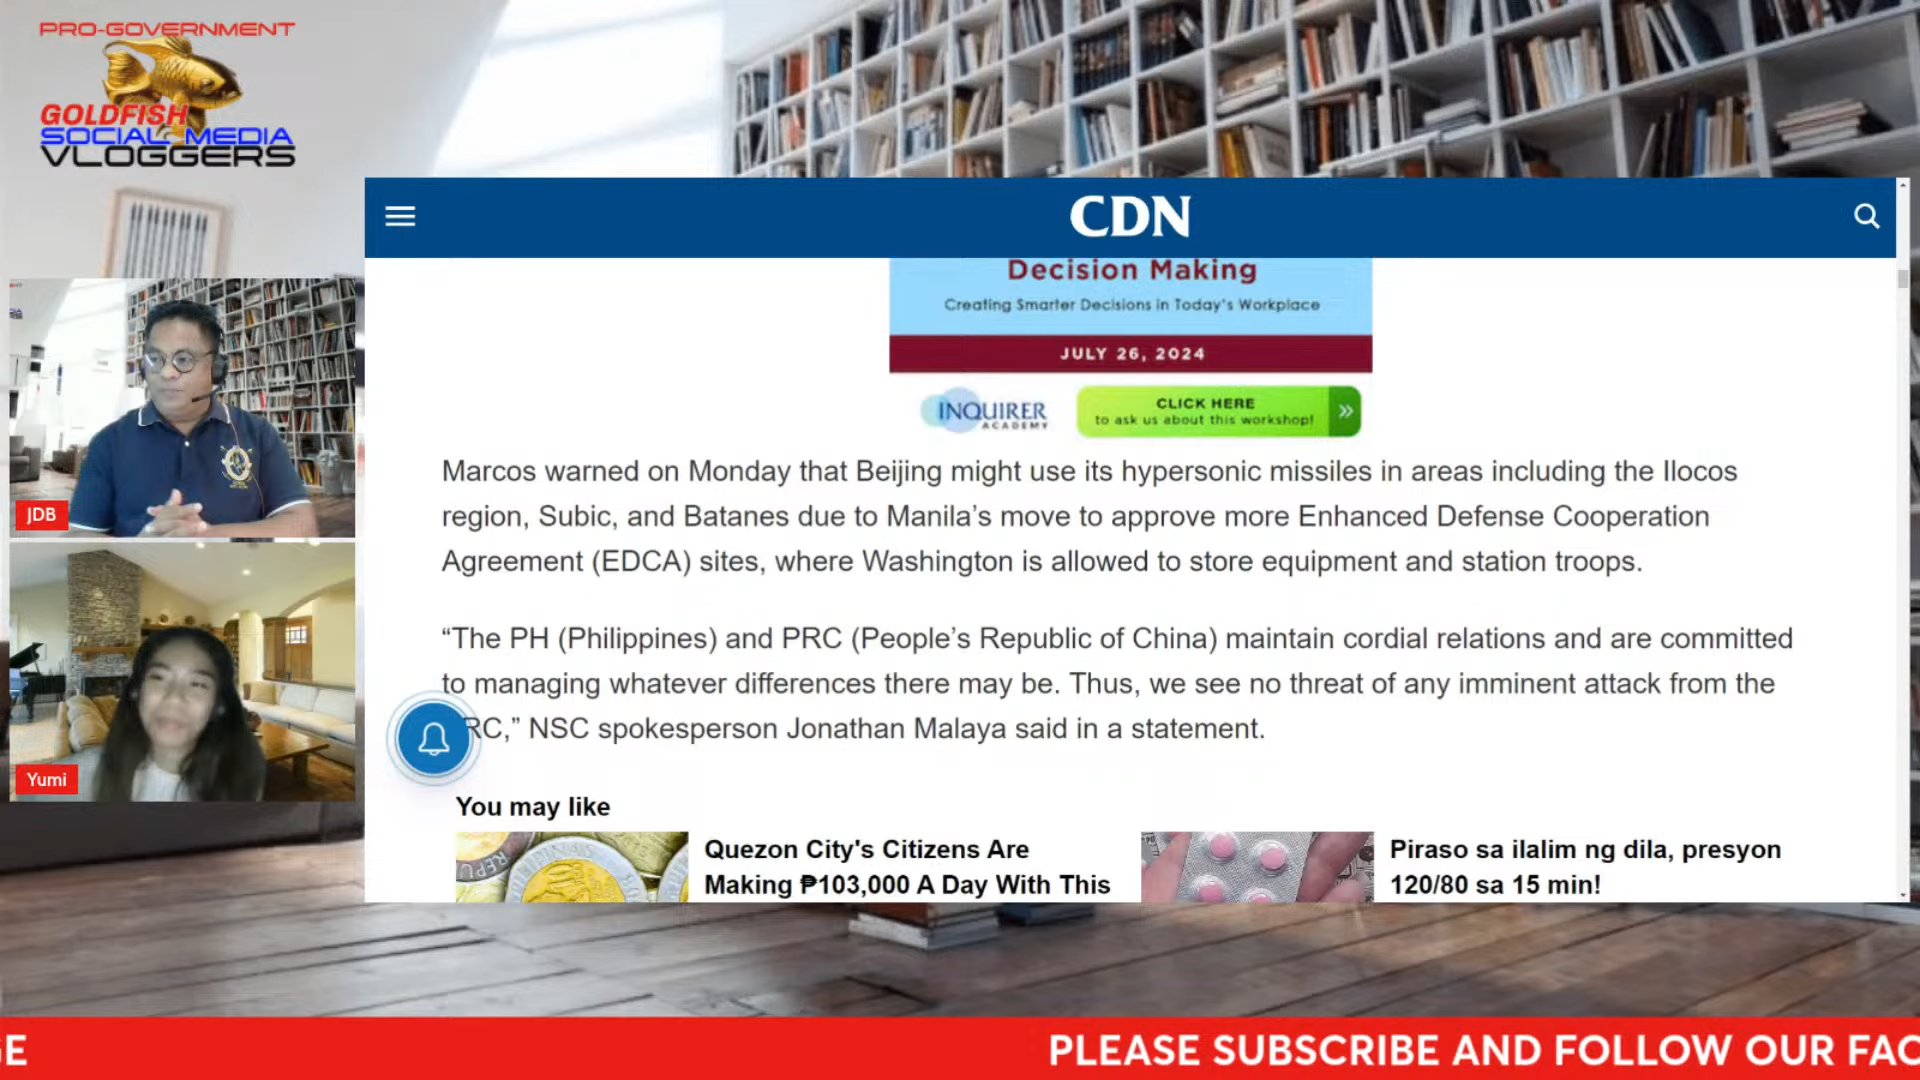 PRO-GOVERNMENT
GOLDFISH
SOCIAL MEDIA
VLOGGERS
CDN
Decision Making
Creating Smarter Decisions in Today's Workplace
JULY 26, 2024
INQUIRER
ACADEMY
CLICK HERE
to ask us about this workshop!
Marcos warned on Monday that Beijing might use its hypersonic missiles in areas including the Ilocos
region, Subic, and Batanes due to Manila’s move to approve more Enhanced Defense Cooperation
Agreement (EDCA) sites, where Washington is allowed to store equipment and station troops.
“The PH (Philippines) and PRC (People’s Republic of China) maintain cordial relations and are committed
to managing whatever differences there may be. Thus, we see no threat of any imminent attack from the
RC,” NSC spokesperson Jonathan Malaya said in a statement.
You may like
Quezon City's Citizens Are
Making ₱103,000 A Day With This
Piraso sa ilalim ng dila, presyon
120/80 sa 15 min!
JDB
Yumi
GE
PLEASE SUBSCRIBE AND FOLLOW OUR FAC